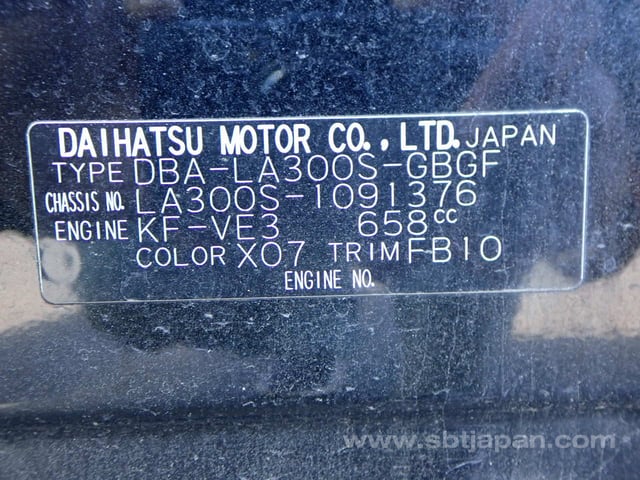 DAIHATSU MOTOR CO., LTD. JAPAN
TYPE DBA-LA300S-GBGF
CHASSIS NO. LA300S-1091376
ENGINE KF-VE3 658cc
COLOR X07 TRIM FB10
ENGINE NO.
www.sbtjapan.com